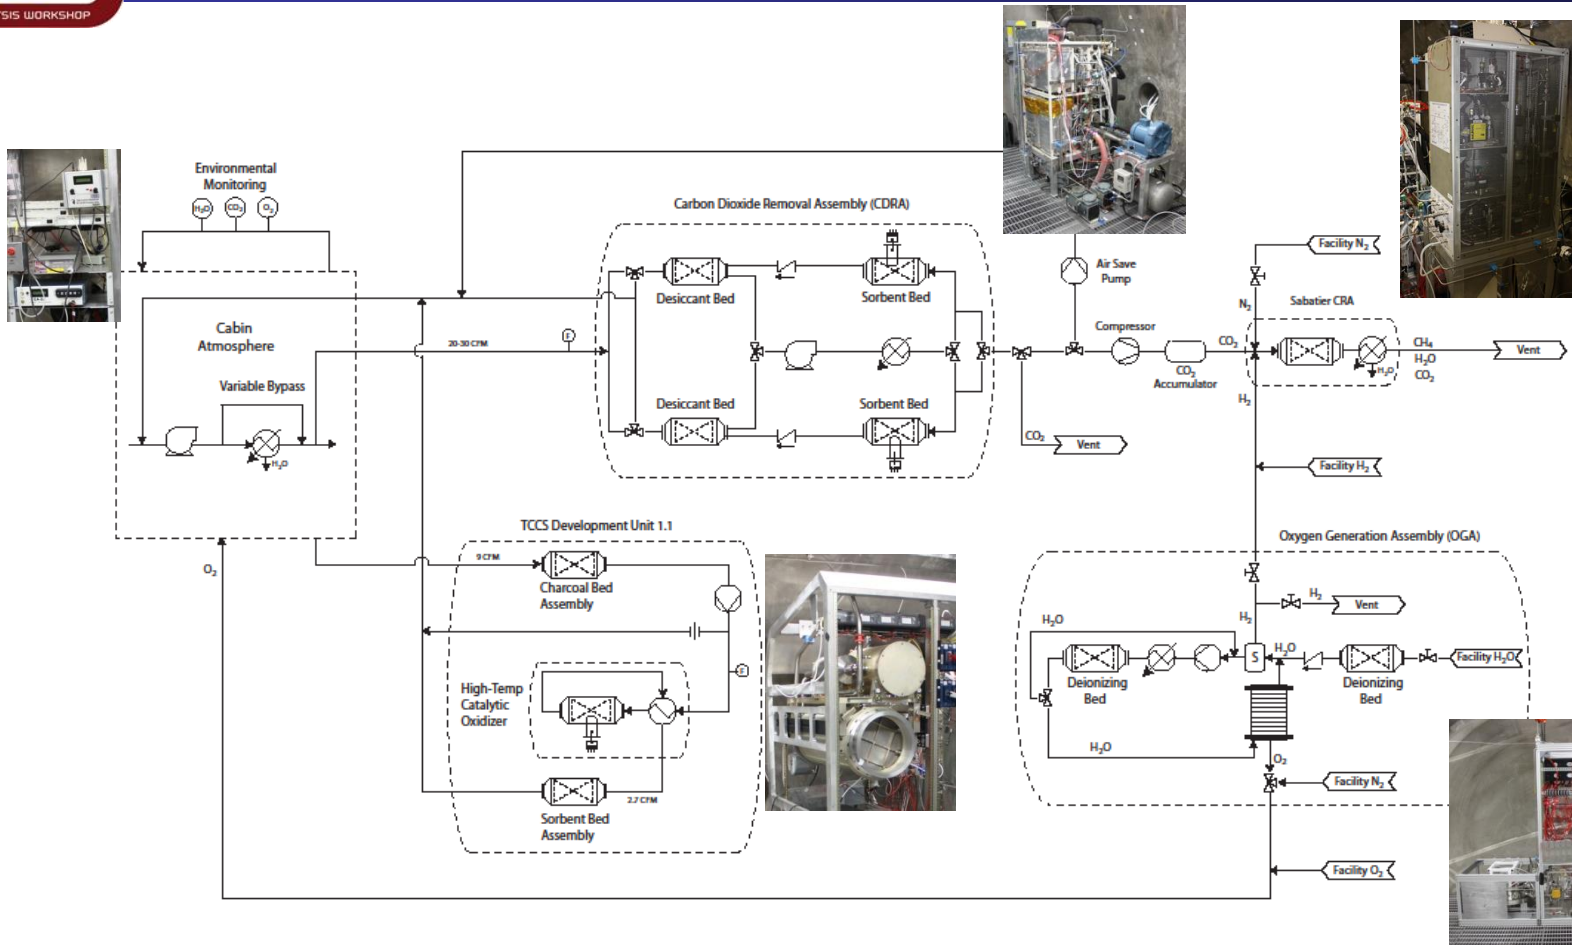 SIS WORKSHOP
Environmental
Monitoring
H₂O
CO₂
O₂
Cabin
Atmosphere
Variable Bypass
H₂O
20-30 CFM
F
Carbon Dioxide Removal Assembly (CDRA)
Desiccant Bed
Sorbent Bed
Desiccant Bed
Sorbent Bed
Air Save
Pump
Compressor
CO₂
Accumulator
CO₂
CO₂
Vent
Facility N₂
N₂
Sabatier CRA
H₂O
CH₄
H₂O
CO₂
Vent
H₂
Facility H₂
TCCS Development Unit 1.1
9 CFM
Charcoal Bed
Assembly
F
High-Temp
Catalytic
Oxidizer
Sorbent Bed
Assembly
2.7 CFM
O₂
Oxygen Generation Assembly (OGA)
H₂
Vent
H₂
H₂O
S
H₂O
Facility H₂O
Deionizing
Bed
Deionizing
Bed
H₂O
O₂
Facility N₂
Facility O₂